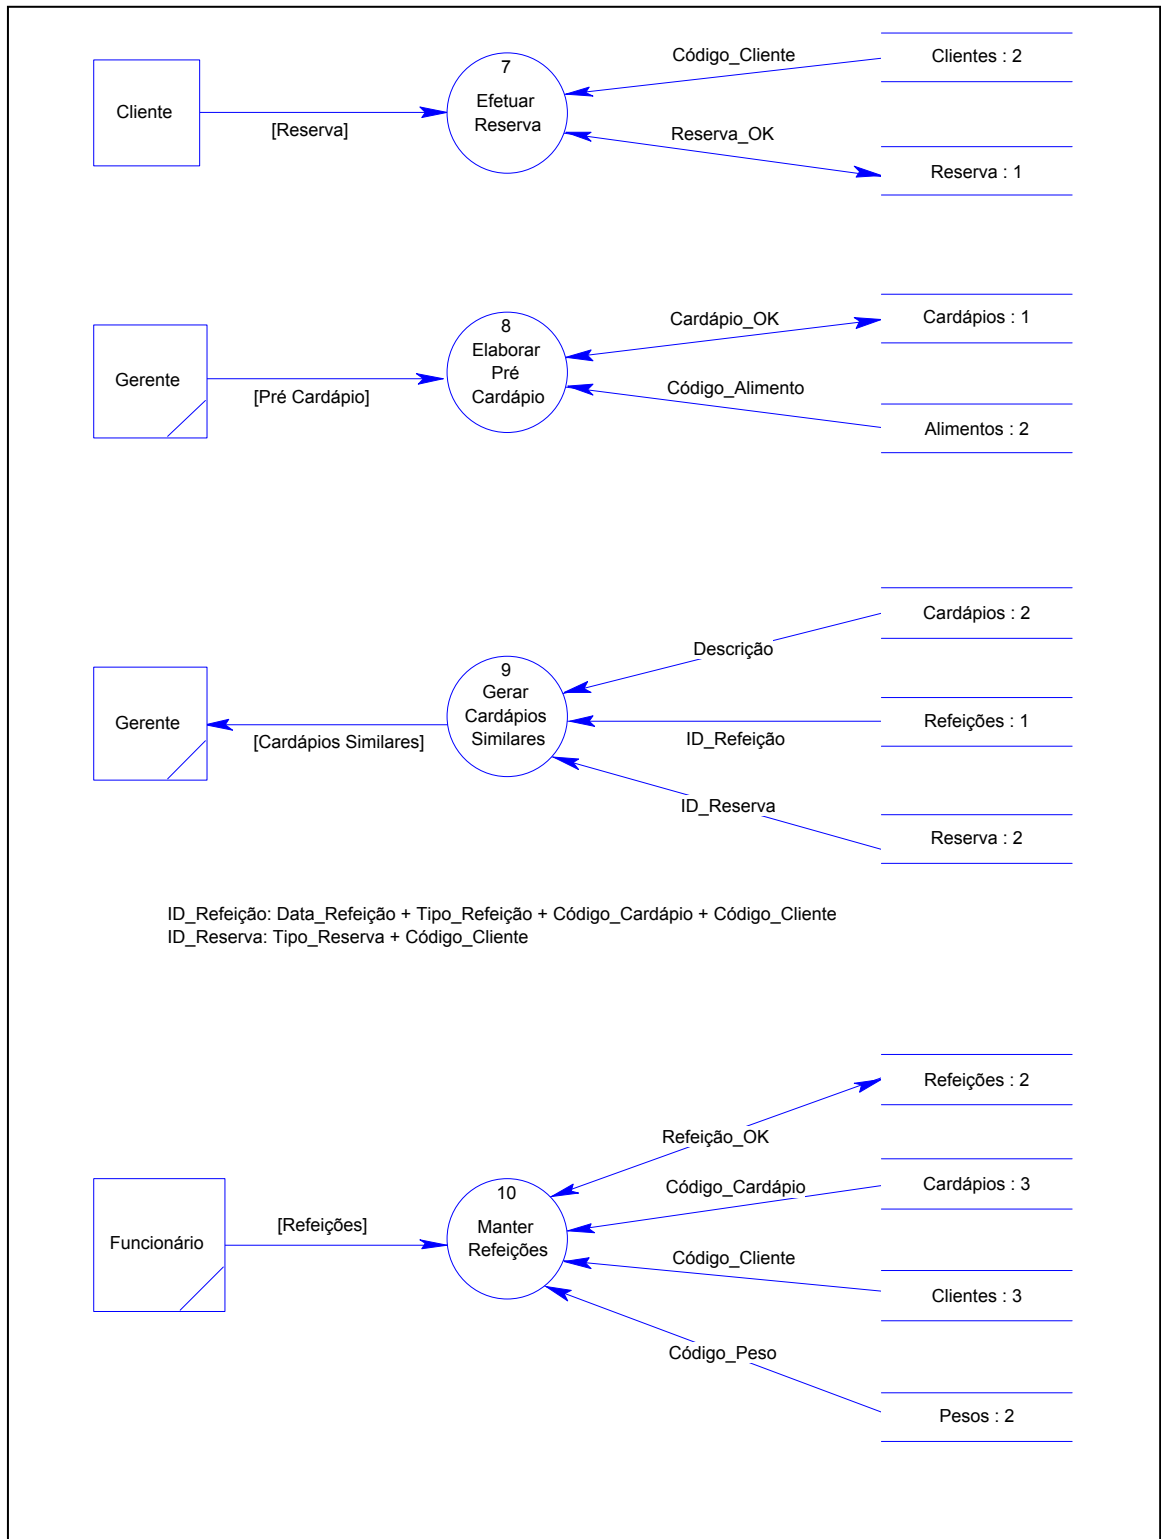 Cliente
[Reserva]
7
Efetuar
Reserva
Código_Cliente
Clientes : 2
Reserva_OK
Reserva : 1
Gerente
[Pré Cardápio]
8
Elaborar
Pré
Cardápio
Cardápio_OK
Cardápios : 1
Código_Alimento
Alimentos : 2
Gerente
[Cardápios Similares]
9
Gerar
Cardápios
Similares
Descrição
Cardápios : 2
ID_Refeição
Refeições : 1
ID_Reserva
Reserva : 2
ID_Refeição: Data_Refeição + Tipo_Refeição + Código_Cardápio + Código_Cliente
ID_Reserva: Tipo_Reserva + Código_Cliente
Funcionário
[Refeições]
10
Manter
Refeições
Refeição_OK
Refeições : 2
Código_Cardápio
Cardápios : 3
Código_Cliente
Clientes : 3
Código_Peso
Pesos : 2